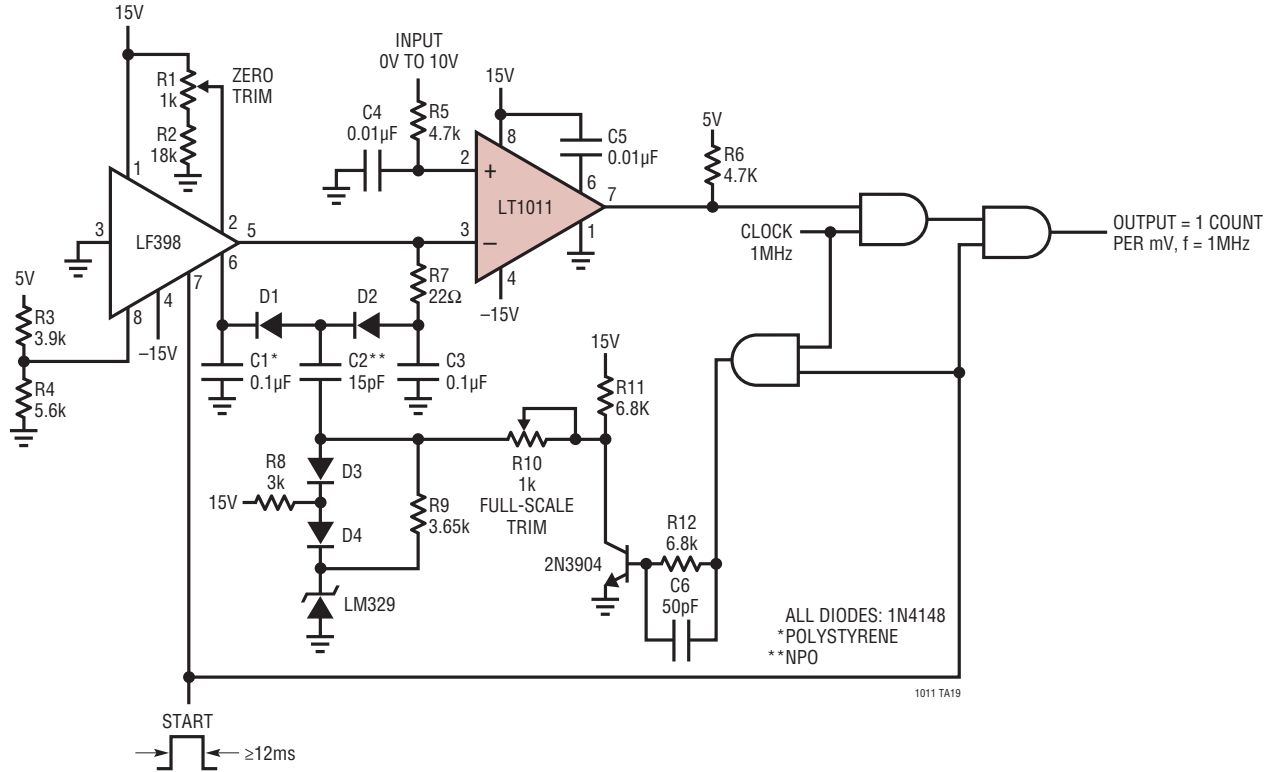 15V
R1
1k
ZERO
TRIM
R2
18k
1
3
LF398
2
5
6
7
4
8
–15V
5V
R3
3.9k
R4
5.6k
INPUT
0V TO 10V
C4
0.01µF
R5
4.7k
15V
8
C5
0.01µF
2
+
LT1011
6
7
3
–
1
4
–15V
5V
R6
4.7K
CLOCK
1MHz
OUTPUT = 1 COUNT
PER mV, f = 1MHz
R7
22Ω
D1
D2
C1*
0.1µF
C2**
15pF
C3
0.1µF
15V
R11
6.8K
R8
3k
15V
D3
D4
R9
3.65k
R10
1k
FULL-SCALE
TRIM
LM329
2N3904
R12
6.8k
C6
50pF
ALL DIODES: 1N4148
*POLYSTYRENE
**NPO
1011 TA19
START
≥12ms